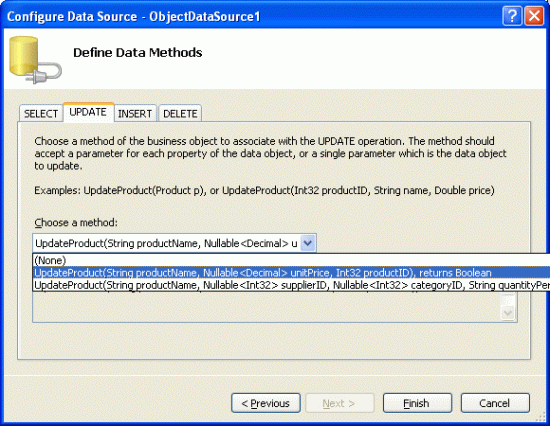 Configure Data Source - ObjectDataSource1
Define Data Methods
SELECT UPDATE INSERT DELETE
Choose a method of the business object to associate with the UPDATE operation. The method should
accept a parameter for each property of the data object, or a single parameter which is the data object
to update.
Examples: UpdateProduct(Product p), or UpdateProduct(Int32 productID, String name, Double price)
Choose a method:
UpdateProduct(String productName, Nullable<Decimal> u
(None)
UpdateProduct(String productName, Nullable<Decimal> unitPrice, Int32 productID), returns Boolean
UpdateProduct(String productName, Nullable<Int32> supplierID, Nullable<Int32> categoryID, String quantityPer
< Previous Next > Finish Cancel